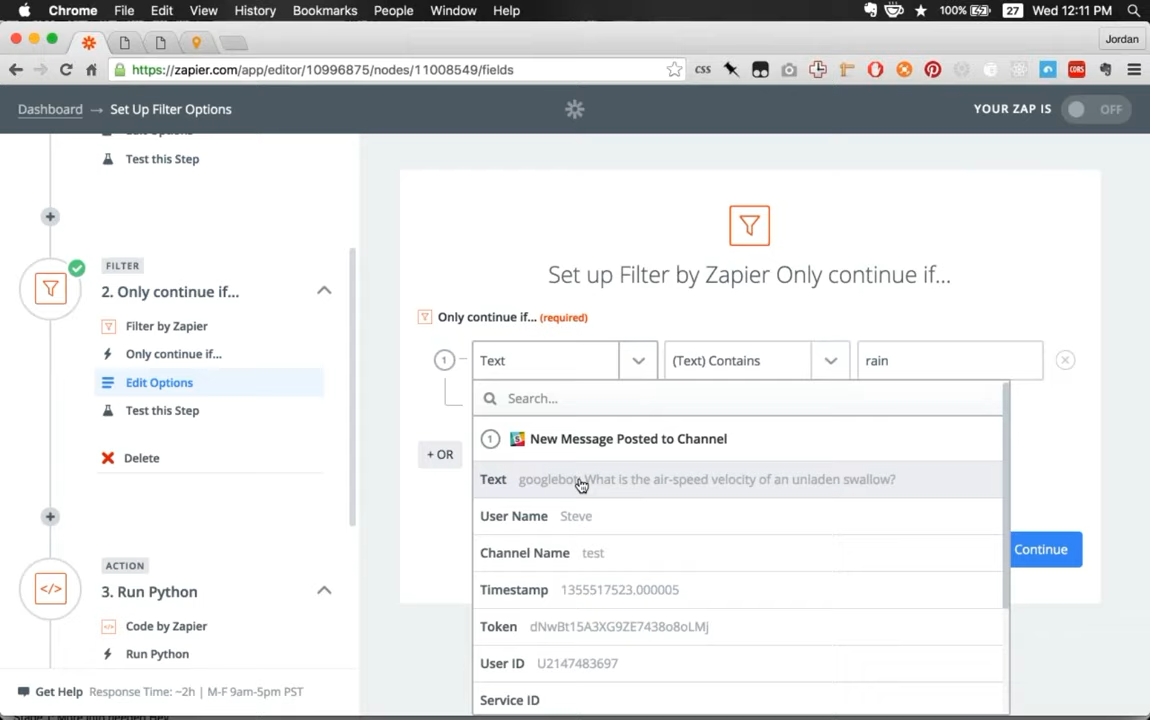 Chrome File Edit View History Bookmarks People Window Help 100% 27 Wed 12:11 PM
Jordan
https://zapier.com/app/editor/10996875/nodes/11008549/fields CSS CORS
Dashboard → Set Up Filter Options YOUR ZAP IS OFF
Test this Step
FILTER
2. Only continue if...
Filter by Zapier
Only continue if...
Edit Options
Test this Step
Delete
ACTION
3. Run Python
Code by Zapier
Run Python
Get Help Response Time: ~2h | M-F 9am-5pm PST
Set up Filter by Zapier Only continue if...
Only continue if... (required)
1 Text (Text) Contains rain
Search...
+ OR
1 New Message Posted to Channel
Text googlebot: What is the air-speed velocity of an unladen swallow?
User Name Steve
Channel Name test
Timestamp 1355517523.000005
Token dNwBt15A3XG9ZE7438o8oLMj
User ID U2147483697
Service ID
Continue